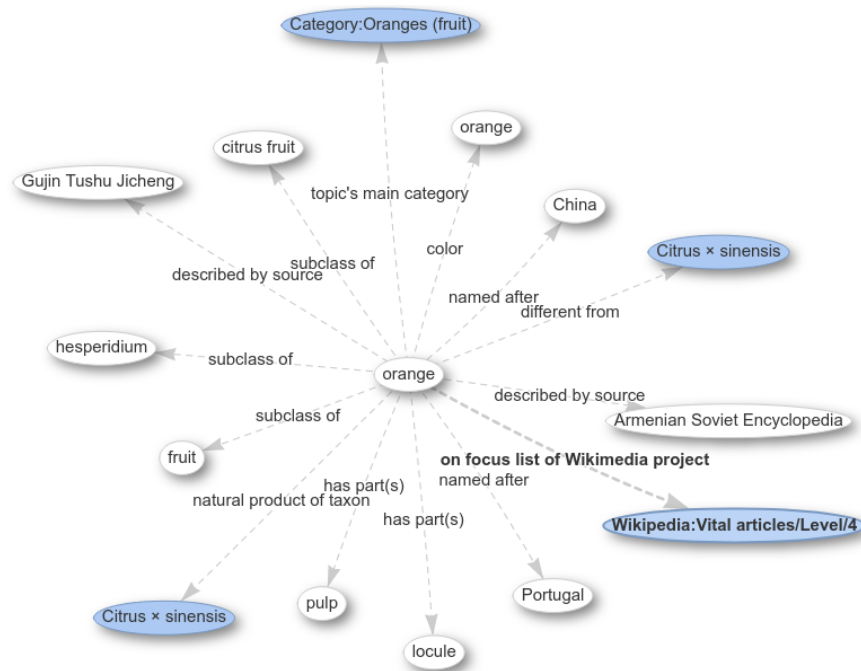 Category:Oranges (fruit)
orange
citrus fruit
Gujin Tushu Jicheng
topic's main category
China
color
Citrus × sinensis
subclass of
described by source
named after
different from
hesperidium
subclass of
orange
described by source
subclass of
Armenian Soviet Encyclopedia
fruit
on focus list of Wikimedia project
named after
has part(s)
natural product of taxon
has part(s)
Wikipedia:Vital articles/Level/4
Citrus × sinensis
pulp
Portugal
locule